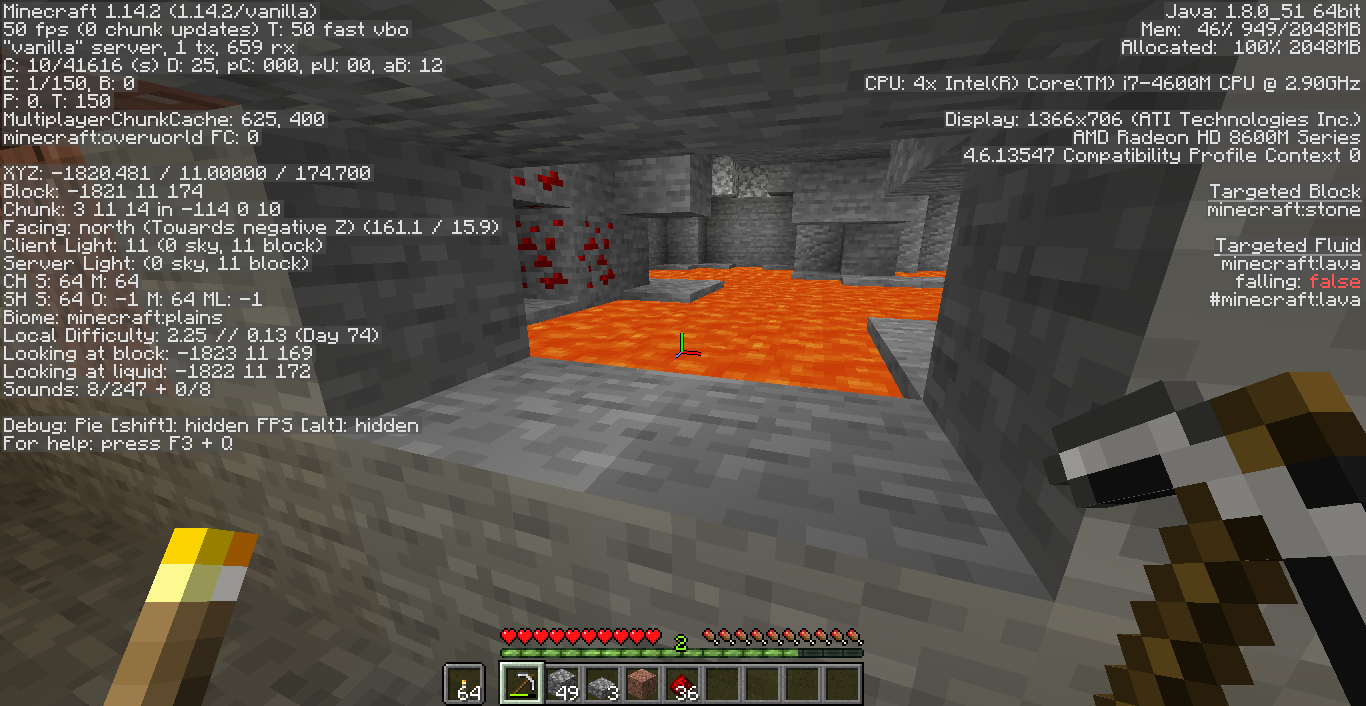 Minecraft 1.14.2 (1.14.2/vanilla)
50 fps (0 chunk updates) T: 50 fast vbo
"vanilla" server, 1 tx, 659 rx
C: 10/41616 (s) D: 25, pC: 000, pU: 00, aB: 12
E: 1/150, B: 0
P: 0. T: 150
MultiplayerChunkCache: 625, 400
minecraft:overworld FC: 0
XYZ: -1820.481 / 11.00000 / 174.700
Block: -1821 11 174
Chunk: 3 11 14 in -114 0 10
Facing: north (Towards negative Z) (161.1 / 15.9)
Client Light: 11 (0 sky, 11 block)
Server Light: (0 sky, 11 block)
CH S: 64 M: 64
SH S: 64 O: -1 M: 64 ML: -1
Biome: minecraft:plains
Local Difficulty: 2.25 // 0.13 (Day 74)
Looking at block: -1823 11 169
Looking at liquid: -1822 11 172
Sounds: 8/247 + 0/8
Debug: Pie [shift]: hidden FPS [alt]: hidden
For help: press F3 + Q
Java: 1.8.0_51 64bit
Mem: 46% 949/2048MB
Allocated: 100% 2048MB
CPU: 4x Intel(R) Core(TM) i7-4600M CPU @ 2.90GHz
Display: 1366x706 (ATI Technologies Inc.)
AMD Radeon HD 8600M Series
4.6.13547 Compatibility Profile Context 0
Targeted Block
minecraft:stone
Targeted Fluid
minecraft:lava
falling: false
#minecraft:lava
2
64
49
3
36